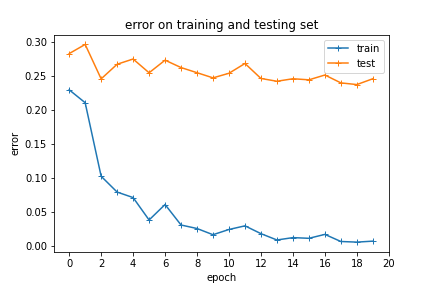 error on training and testing set
0.30
0.25
0.20
0.15
0.10
0.05
0.00
error
train
test
0 2 4 6 8 10 12 14 16 18 20
epoch